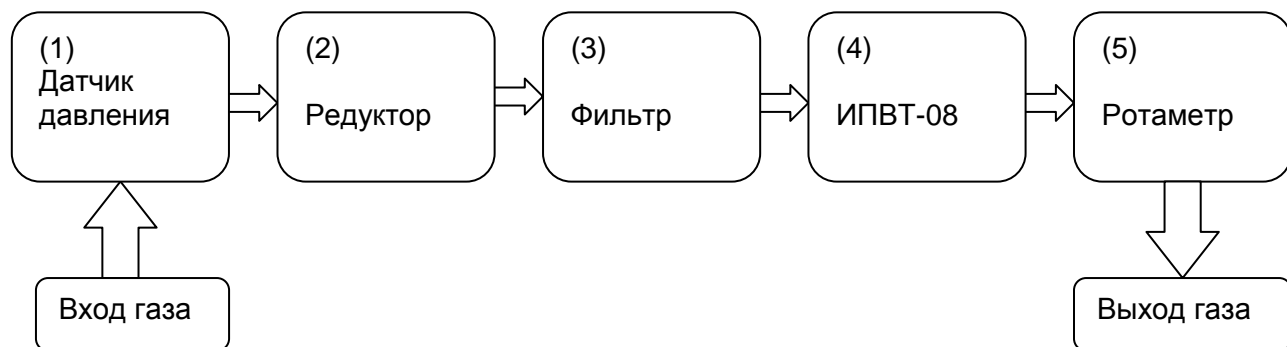 (1)
Датчик
давления
(2)
Редуктор
(3)
Фильтр
(4)
ИПВТ-08
(5)
Ротаметр
Вход газа
Выход газа